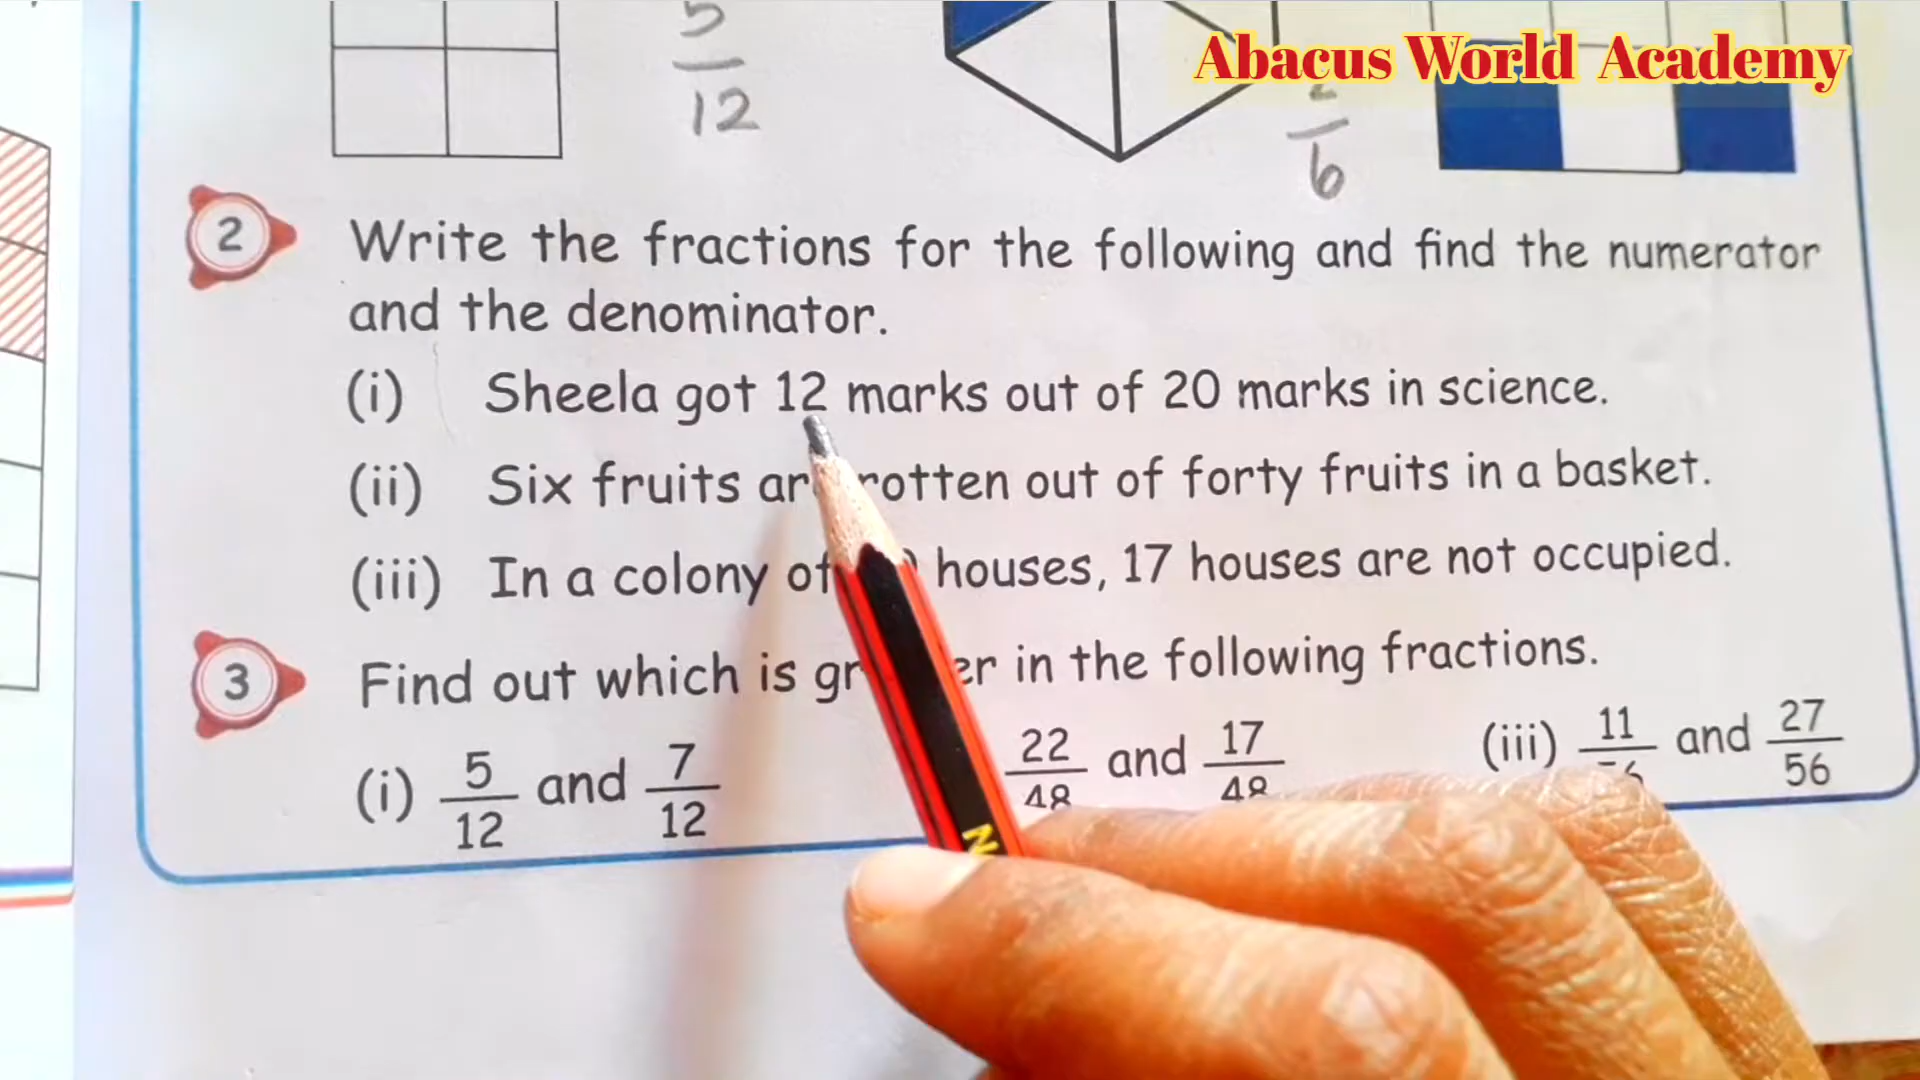 5
12
6
Abacus World Academy
2 Write the fractions for the following and find the numerator
and the denominator.
(i) Sheela got 12 marks out of 20 marks in science.
(ii) Six fruits rotten out of forty fruits in a basket.
(iii) In a colony of houses, 17 houses are not occupied.
3 Find out which is in the following fractions.
(i) 5/12 and 7/12 22/48 and 17/48 (iii) 11 and 27/56